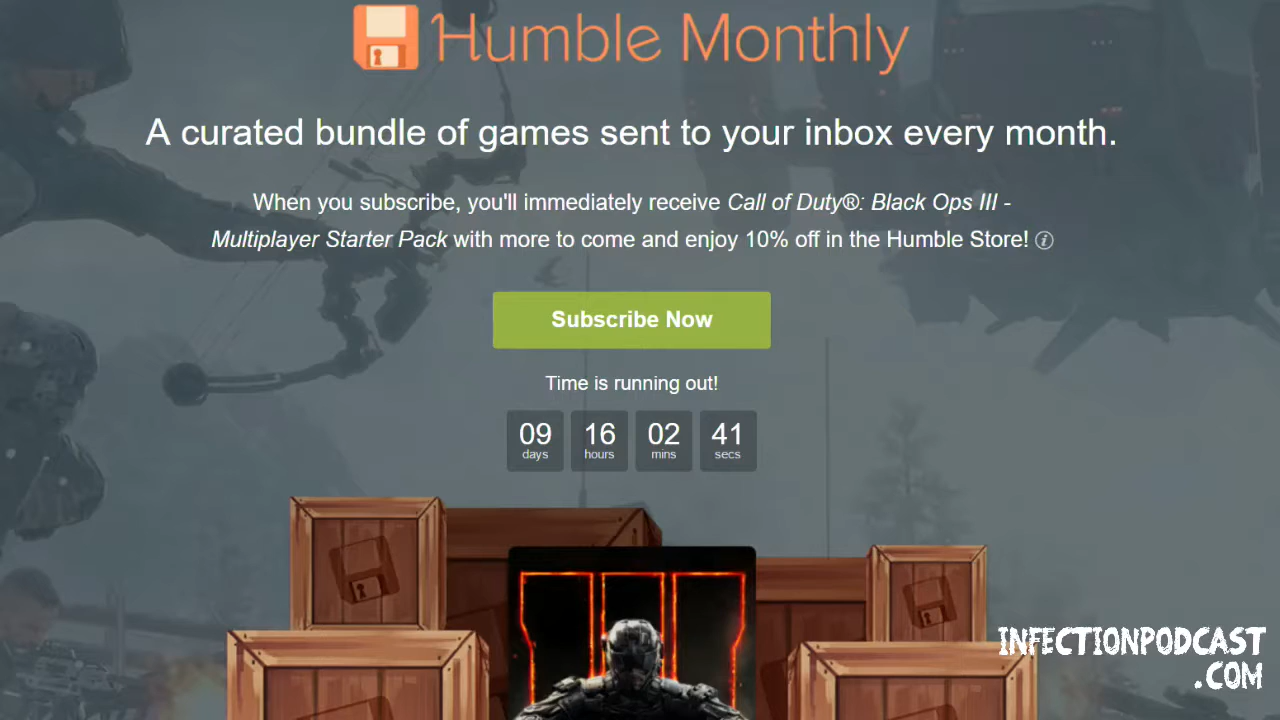 Humble Monthly
A curated bundle of games sent to your inbox every month.
When you subscribe, you'll immediately receive Call of Duty®: Black Ops III -
Multiplayer Starter Pack with more to come and enjoy 10% off in the Humble Store!
Subscribe Now
Time is running out!
09 16 02 41
days hours mins secs
INFECTIONPODCAST
.COM